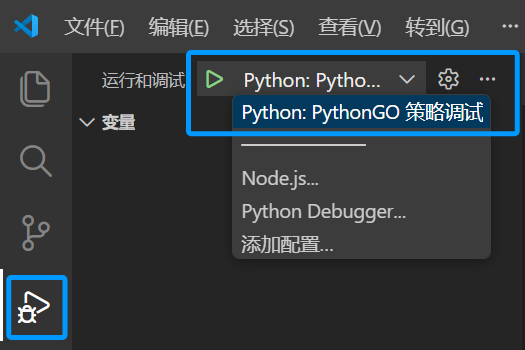 文件(F) 编辑(E) 选择(S) 查看(V) 转到(G) ···
运行和调试 Python: Pytho... ···
变量
Python: PythonGO 策略调试
Node.js...
Python Debugger...
添加配置...